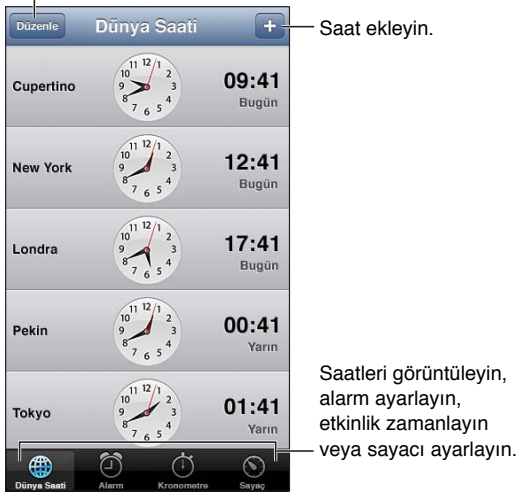 Düzenle
Dünya Saati
+
Saat ekleyin.
Cupertino
09:41
Bugün
New York
12:41
Bugün
Londra
17:41
Bugün
Pekin
00:41
Yarın
Tokyo
01:41
Yarın
Saatleri görüntüleyin,
alarm ayarlayın,
etkinlik zamanlayın
veya sayacı ayarlayın.
Dünya Saati
Alarm
Kronometre
Sayaç